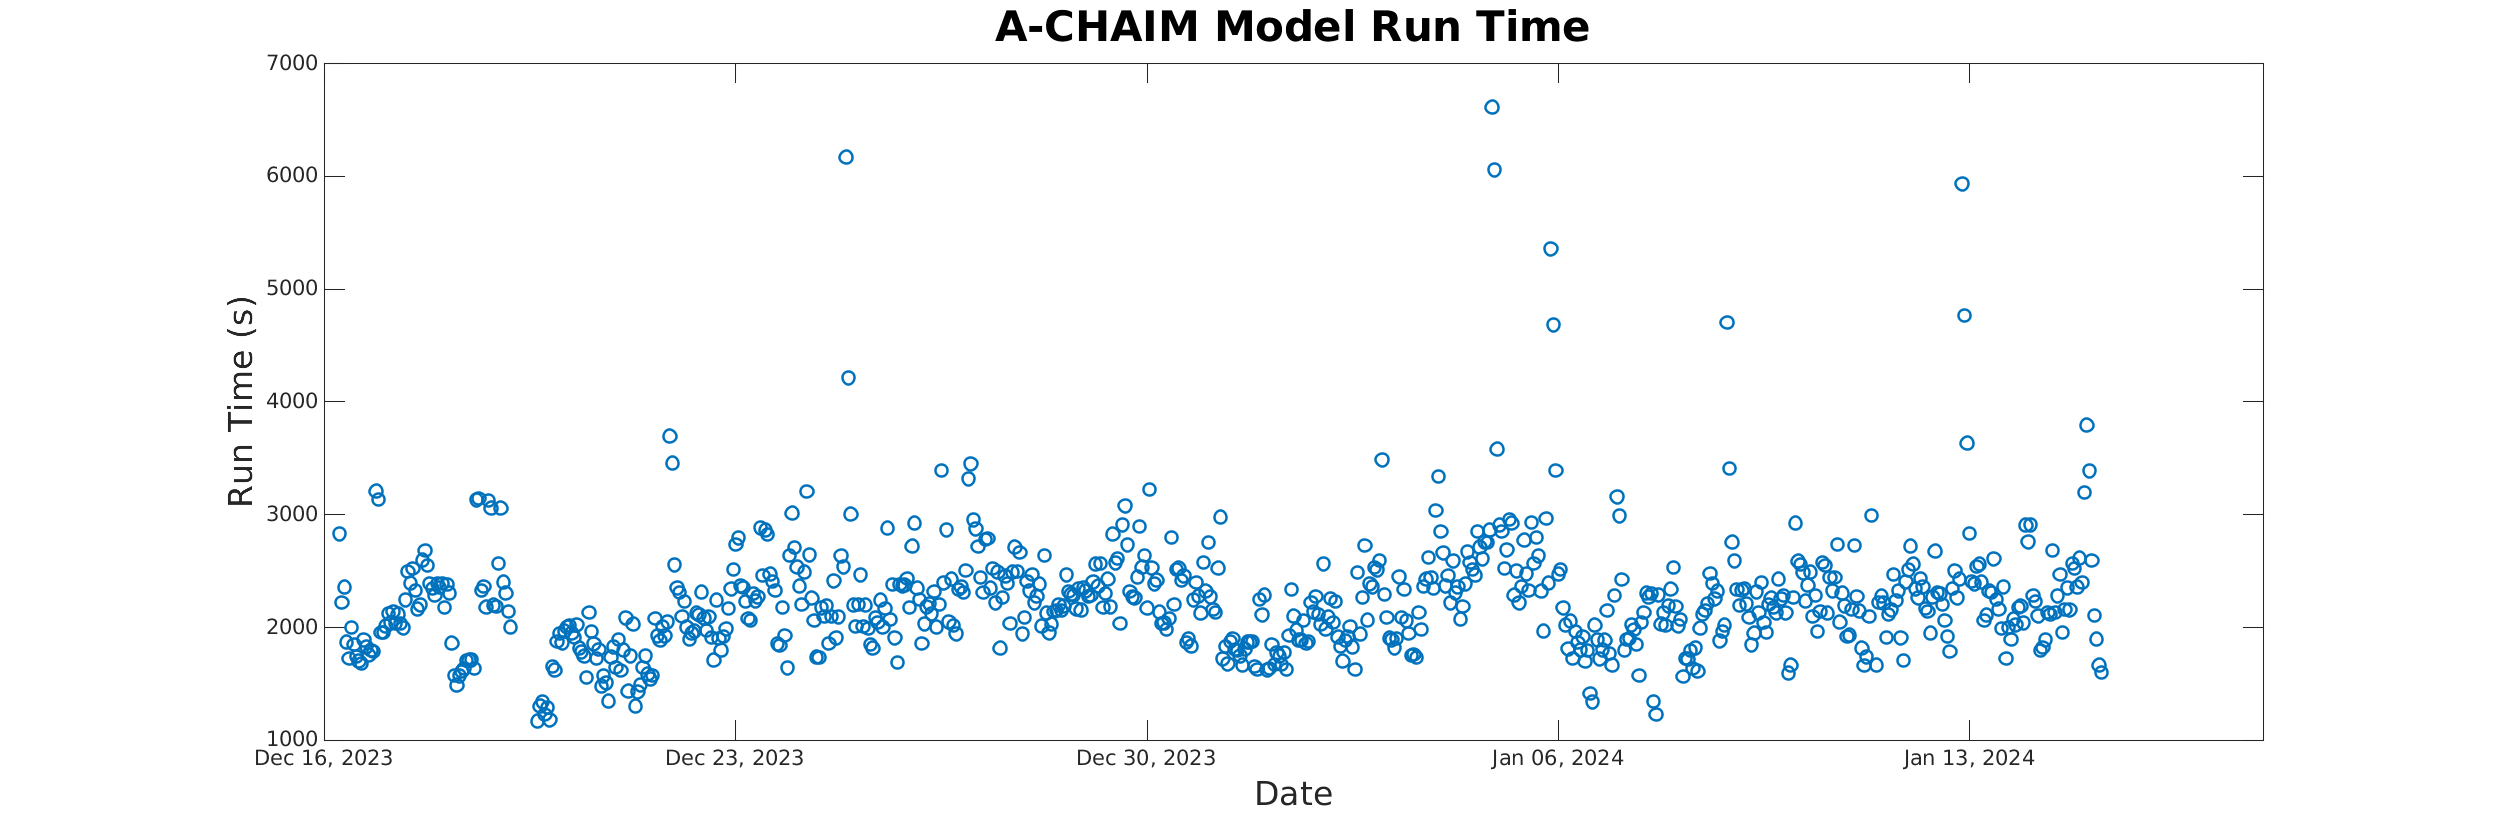 A-CHAIM Model Run Time
7000
6000
5000
4000
3000
2000
1000
Run Time (s)
Dec 16, 2023 Dec 23, 2023 Dec 30, 2023 Jan 06, 2024 Jan 13, 2024
Date